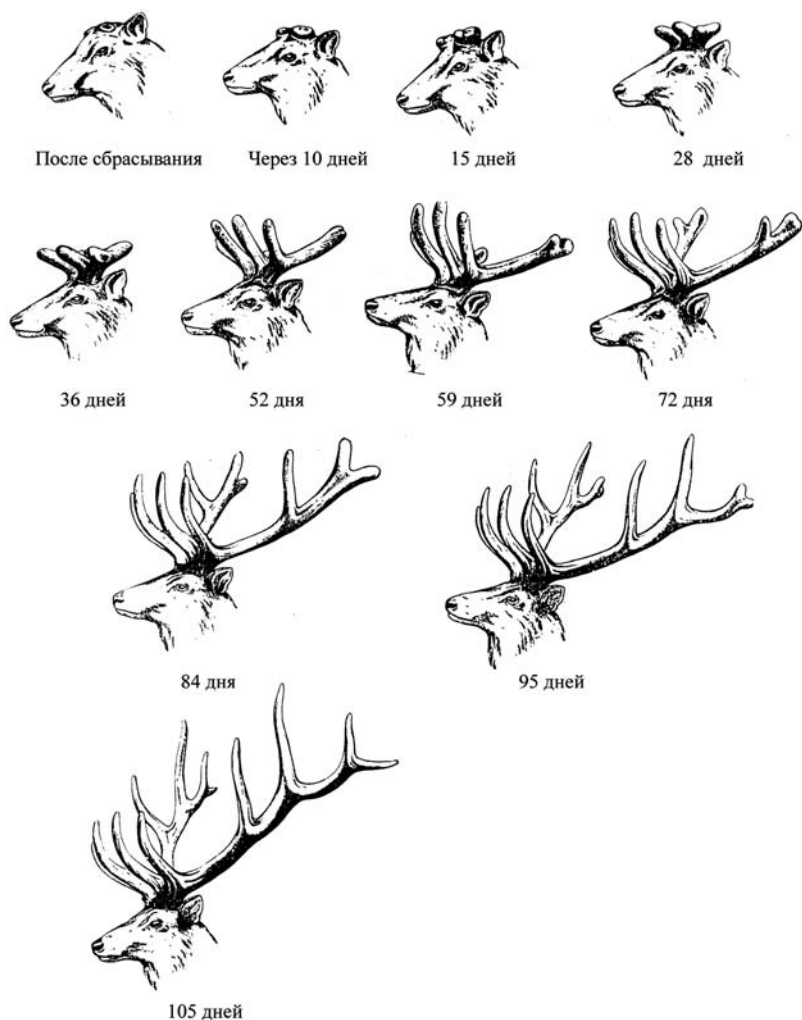 После сбрасывания Через 10 дней 15 дней 28 дней
36 дней 52 дня 59 дней 72 дня
84 дня 95 дней
105 дней